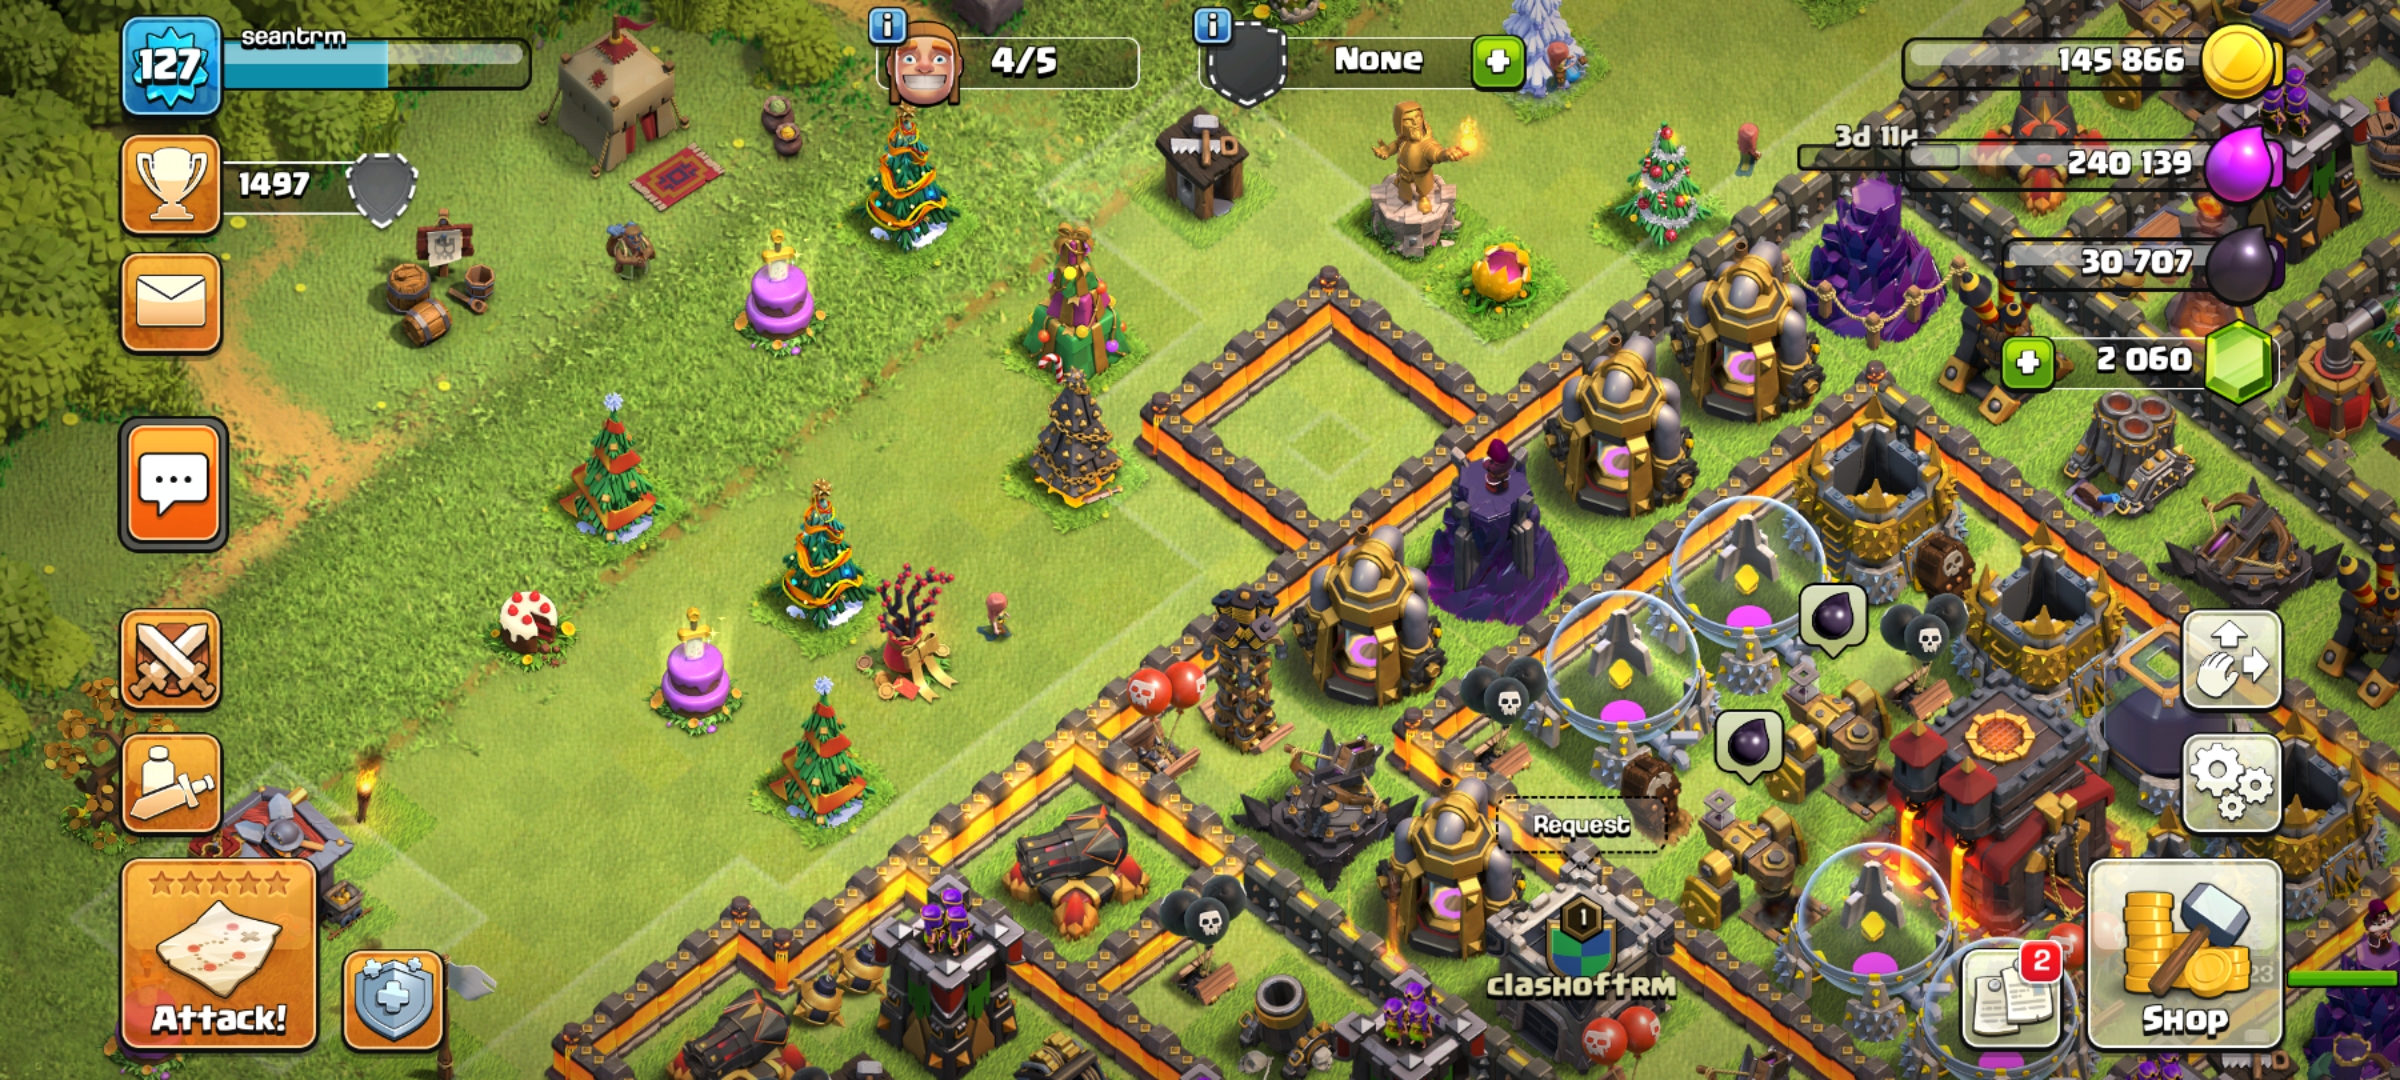 127
seantrm
4/5
None
145 866
1497
3d 11H
240 139
30 707
2 060
Request
1
clashoftrm
Attack!
2
23
Shop